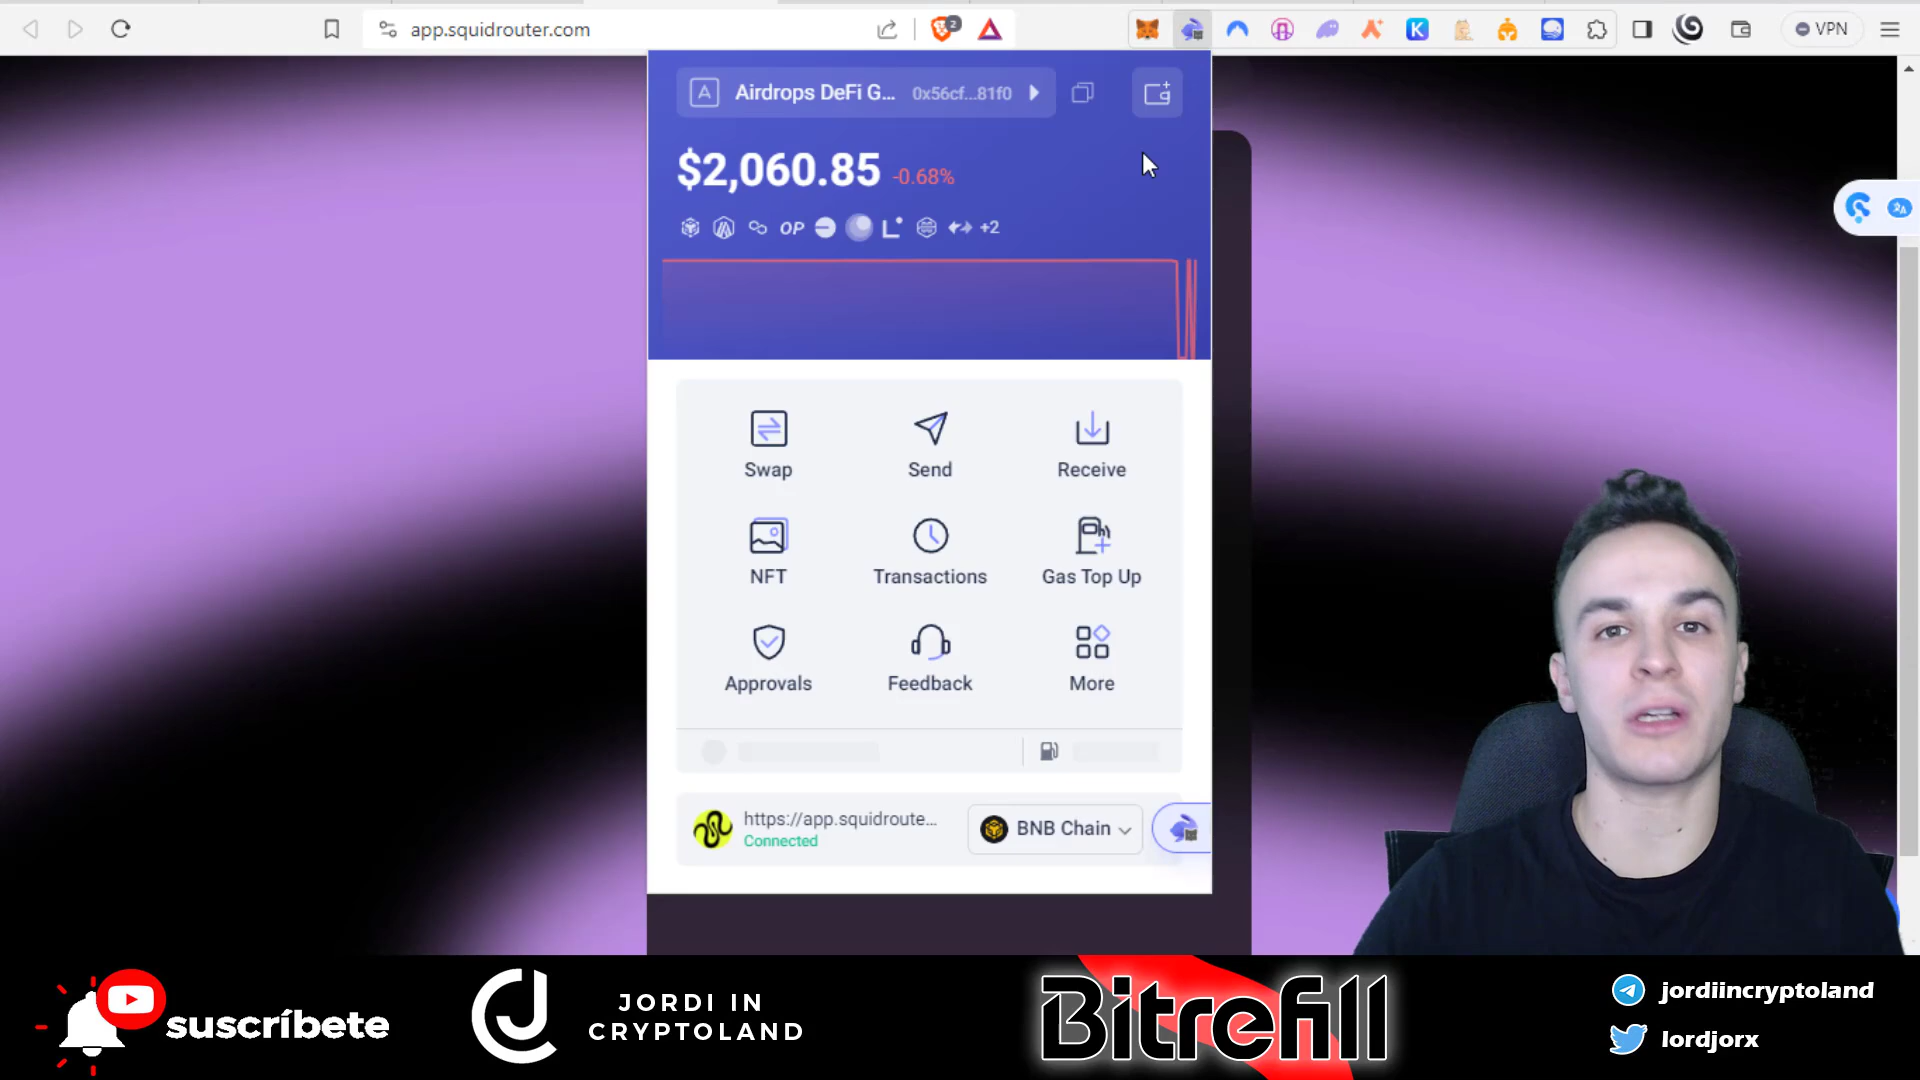 app.squidrouter.com
2
VPN
A
Airdrops DeFi G...
0x56cf...81f0
$2,060.85
-0.68%
OP
+2
Swap
Send
Receive
NFT
Transactions
Gas Top Up
Approvals
Feedback
More
https://app.squidroute...
Connected
BNB Chain
suscríbete
JORDI IN
CRYPTOLAND
Bitrefill
jordiincryptoland
lordjorx